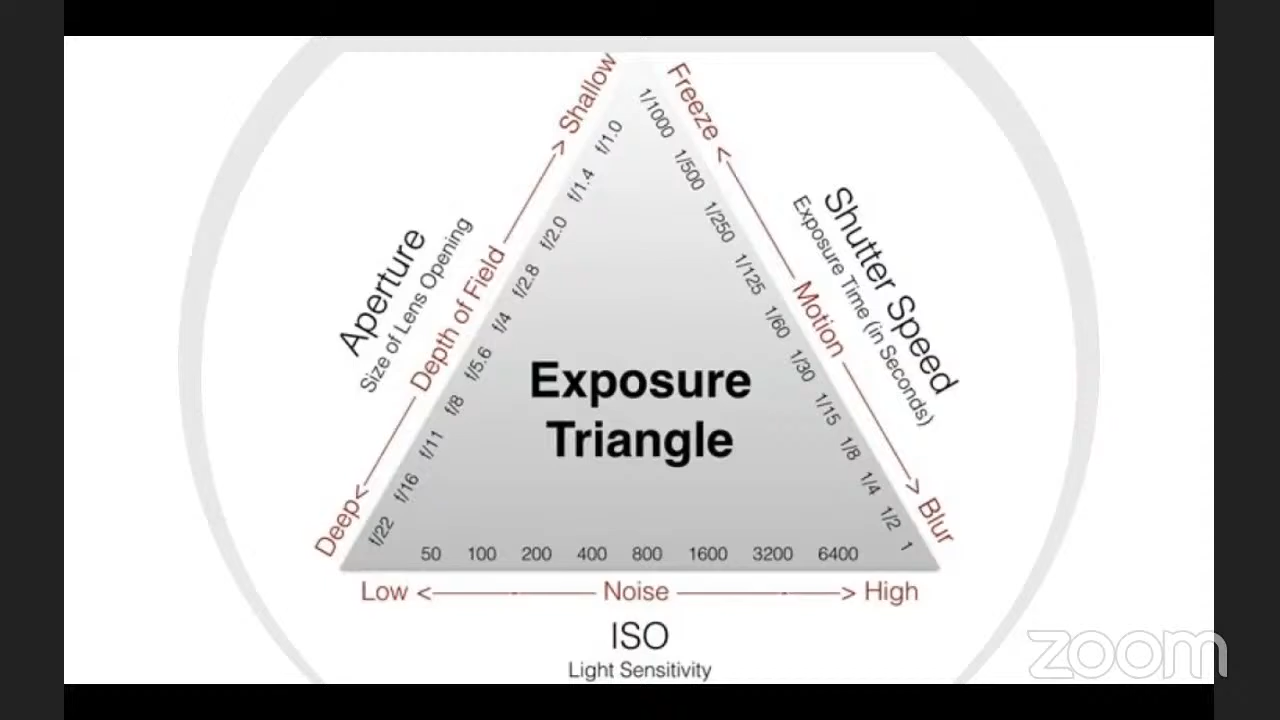 Shallow
Depth of Field
Deep
Aperture
Size of Lens Opening
f/1.0
f/1.4
f/2.0
f/2.8
f/4
f/5.6
f/8
f/11
f/16
f/22
Freeze
Motion
Blur
Shutter Speed
Exposure Time (in Seconds)
1/1000
1/500
1/250
1/125
1/60
1/30
1/15
1/8
1/4
1/2
1
Exposure
Triangle
50 100 200 400 800 1600 3200 6400
Low < Noise > High
ISO
Light Sensitivity
zoom